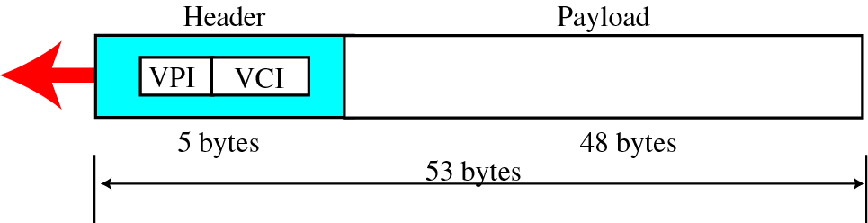 Header Payload
VPI VCI
5 bytes 48 bytes
53 bytes